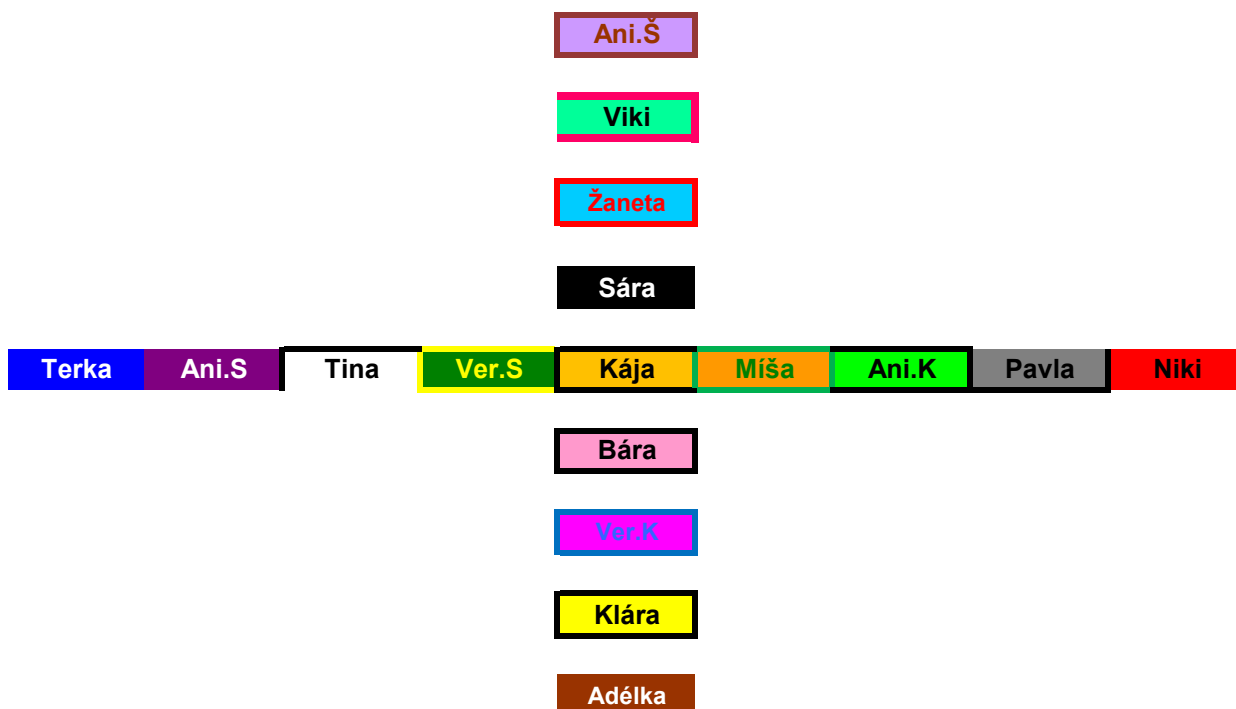 Ani.Š
Viki
Žaneta
Sára
Terka Ani.S Tina Ver.S Kája Míša Ani.K Pavla Niki
Bára
Ver.K
Klára
Adélka